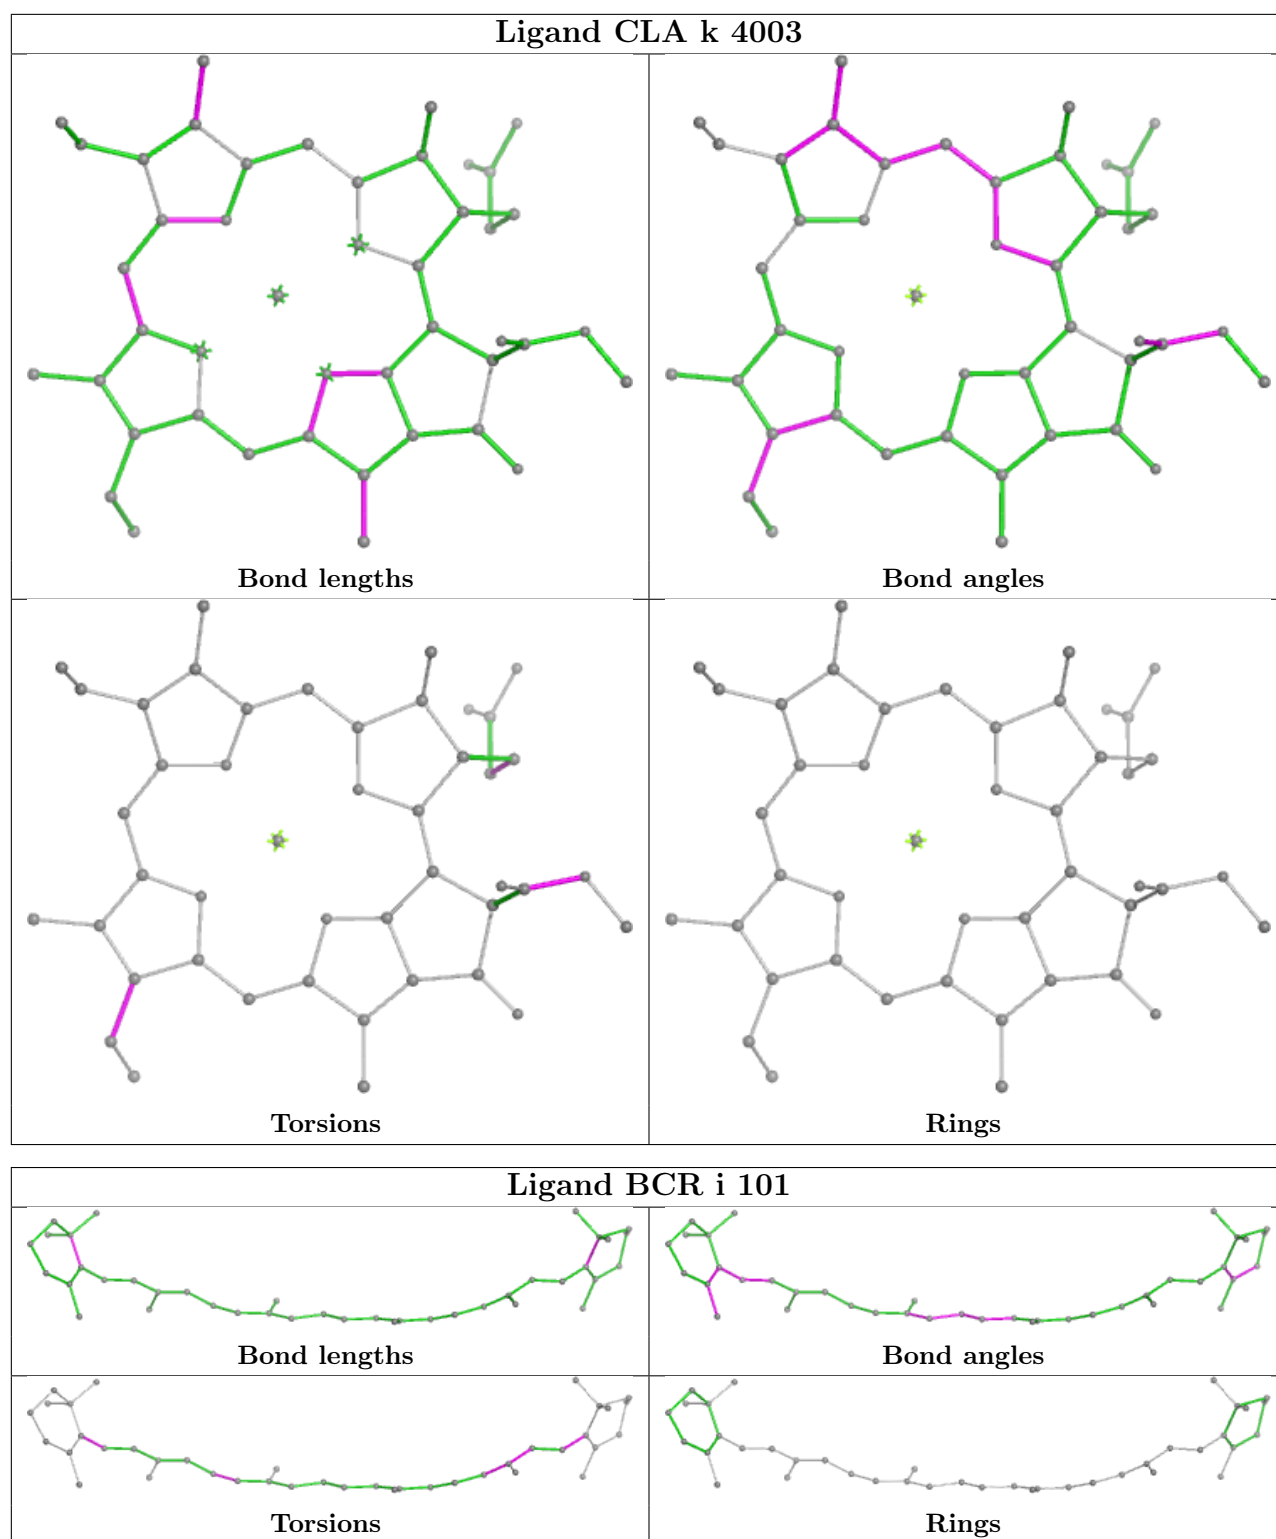 Ligand CLA k 4003
Bond lengths
Bond angles
Torsions
Rings
Ligand BCR i 101
Bond lengths
Bond angles
Torsions
Rings